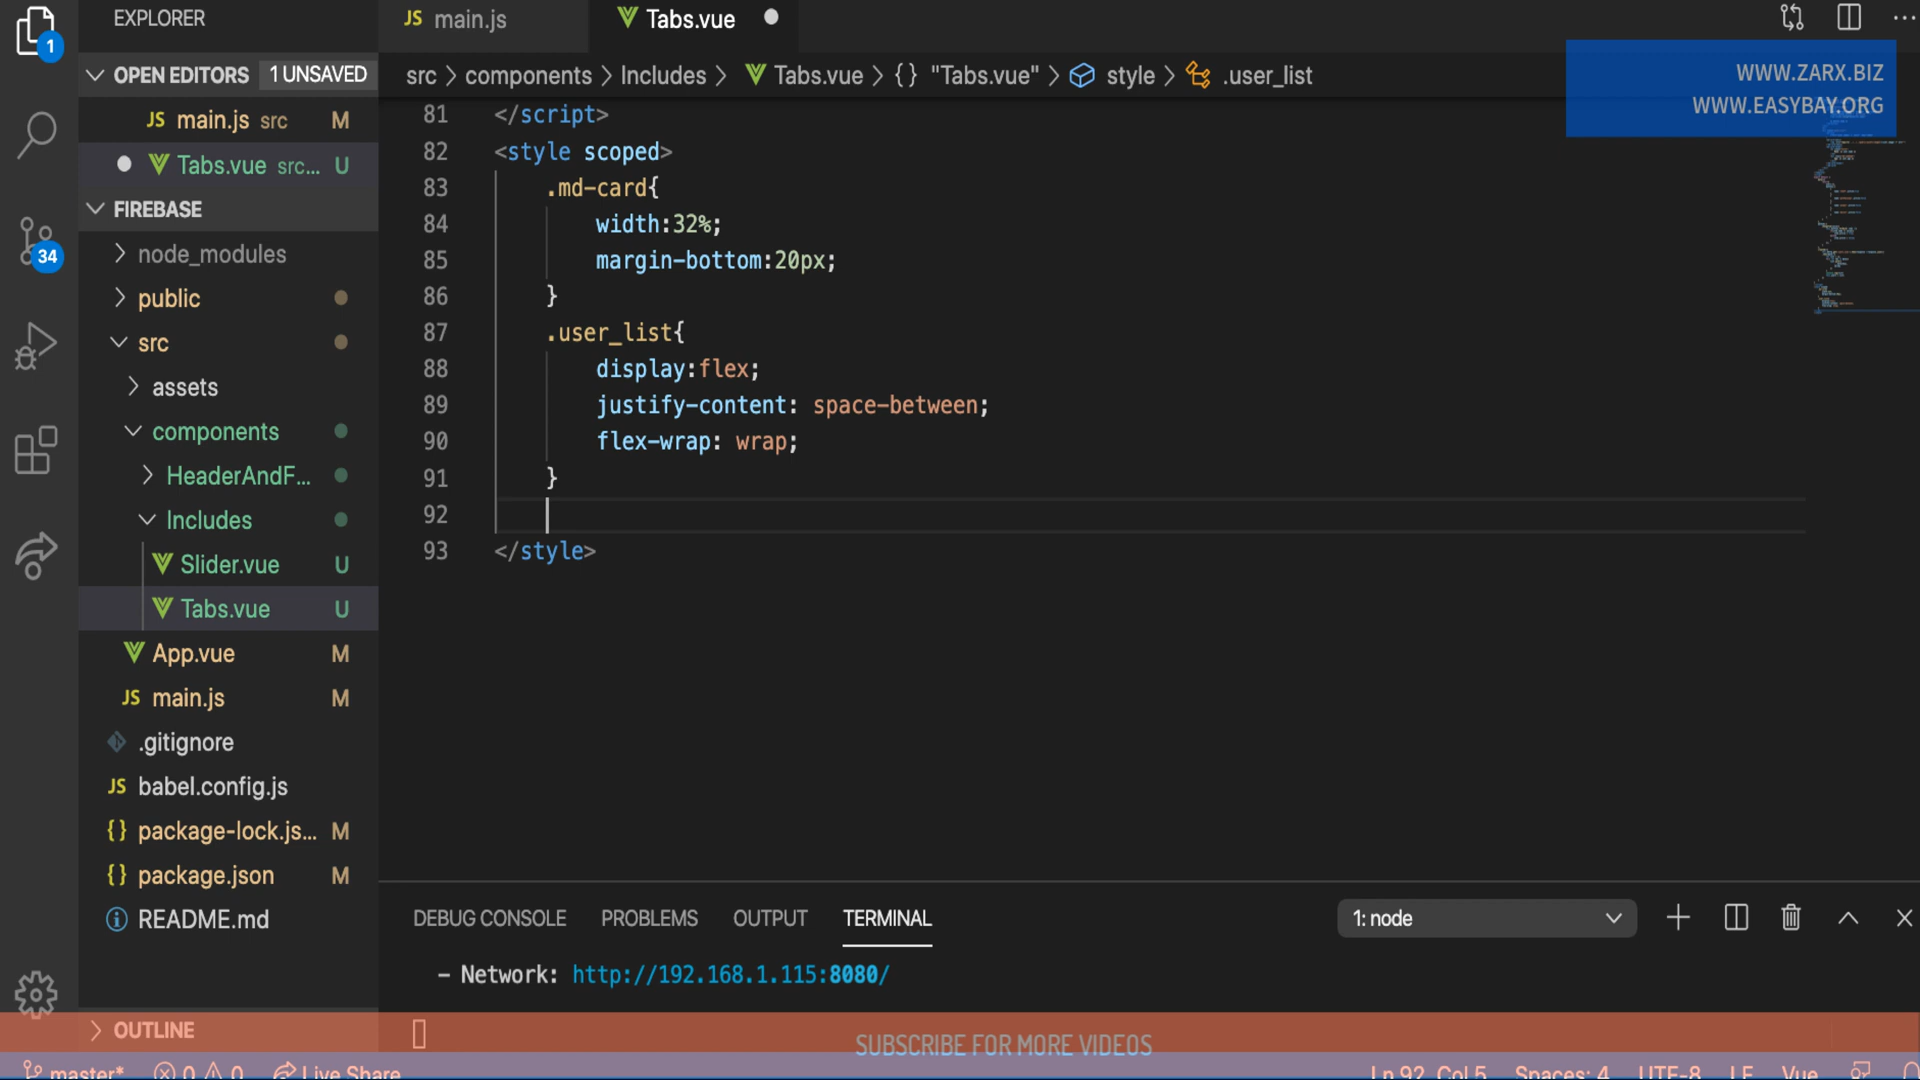 EXPLORER
JS main.js
Tabs.vue
1
OPEN EDITORS 1 UNSAVED
JS main.js src M
Tabs.vue src... U
FIREBASE
34
node_modules
public
src
assets
components
HeaderAndF...
Includes
Slider.vue U
Tabs.vue U
App.vue M
JS main.js M
.gitignore
JS babel.config.js
{} package-lock.js... M
{} package.json M
README.md
OUTLINE
src > components > Includes > Tabs.vue > {} "Tabs.vue" > style > .user_list
WWW.ZARX.BIZ
WWW.EASYBAY.ORG
81 </script>
82 <style scoped>
83 .md-card{
84 width:32%;
85 margin-bottom:20px;
86 }
87 .user_list{
88 display:flex;
89 justify-content: space-between;
90 flex-wrap: wrap;
91 }
92
93 </style>
DEBUG CONSOLE PROBLEMS OUTPUT TERMINAL 1: node
- Network: http://192.168.1.115:8080/
SUBSCRIBE FOR MORE VIDEOS
master* 0 0 Live Share Ln 92, Col 5 Spaces: 4 UTF-8 LF Vue